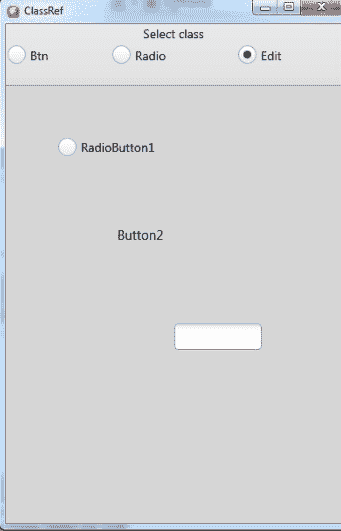 ClassRef
Select class
Btn Radio Edit
RadioButton1
Button2